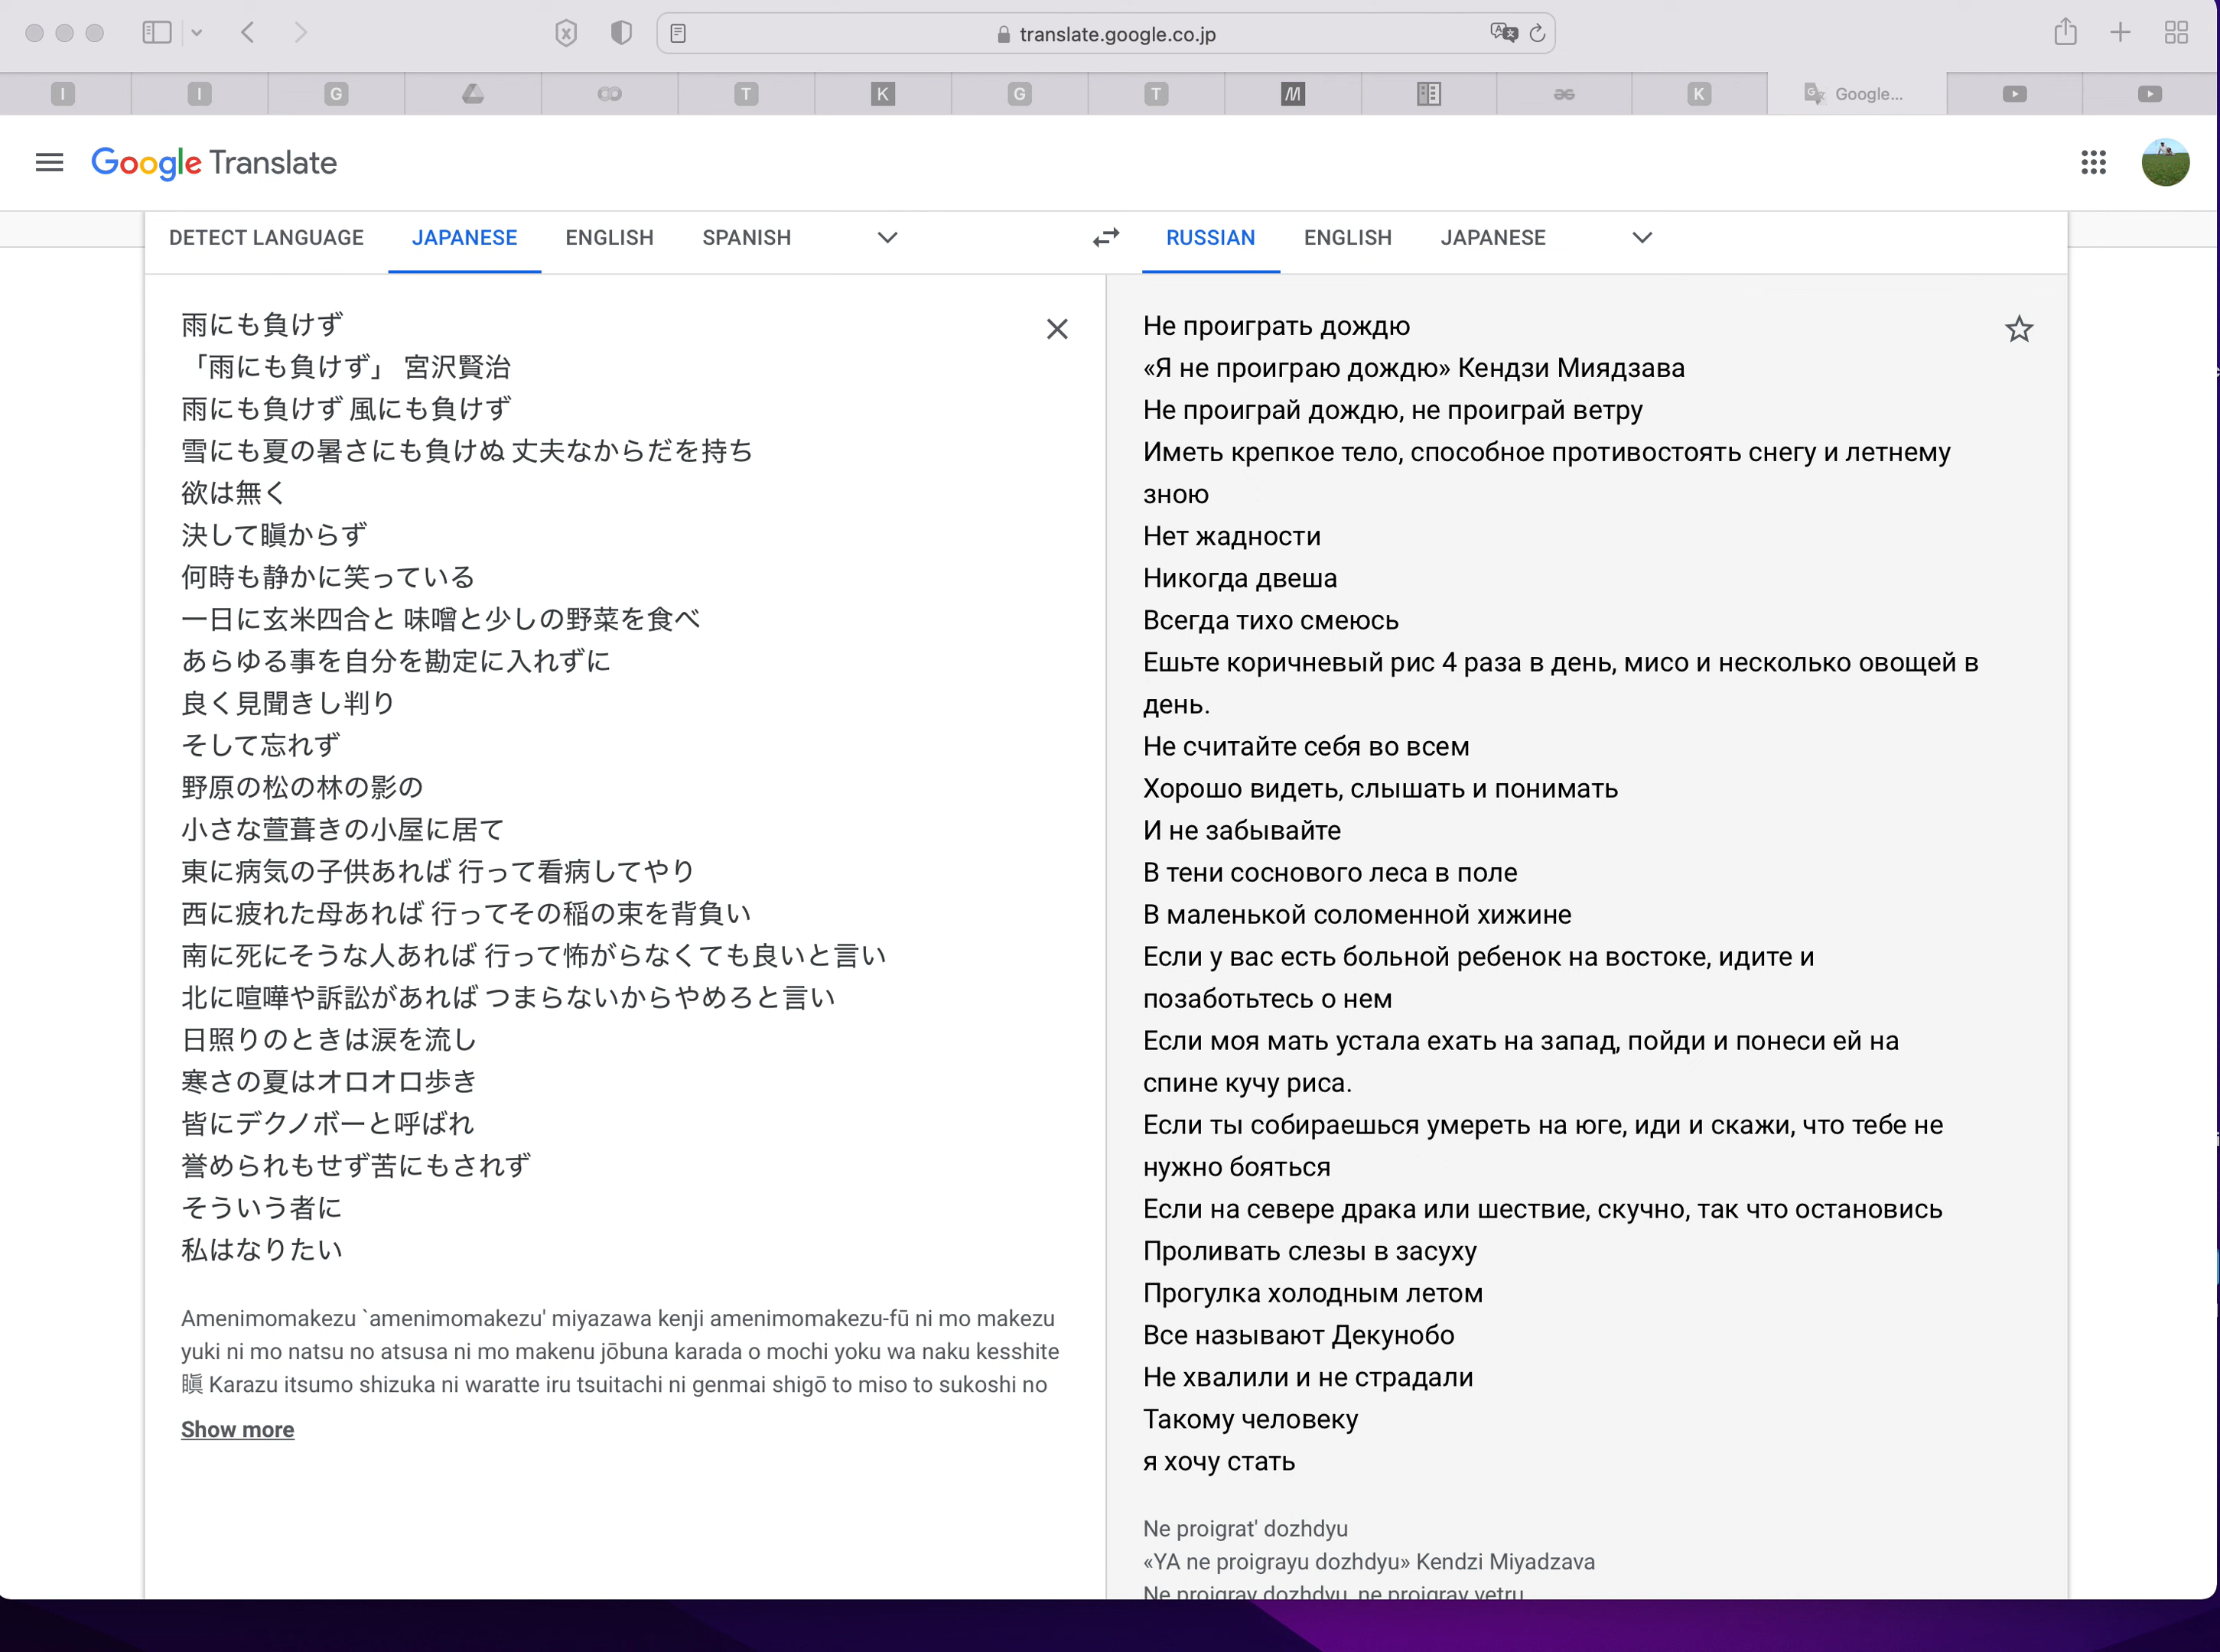 translate.google.co.jp
I
I
G
T
K
G
T
M
K
Google...
Google Translate
DETECT LANGUAGE
JAPANESE
ENGLISH
SPANISH
RUSSIAN
ENGLISH
JAPANESE
雨にも負けず
「雨にも負けず」 宮沢賢治
雨にも負けず 風にも負けず
雪にも夏の暑さにも負けぬ 丈夫なからだを持ち
欲は無く
決して瞋からず
何時も静かに笑っている
一日に玄米四合と 味噌と少しの野菜を食べ
あらゆる事を自分を勘定に入れずに
良く見聞きし判り
そして忘れず
野原の松の林の影の
小さな萱葺きの小屋に居て
東に病気の子供あれば 行って看病してやり
西に疲れた母あれば 行ってその稲の束を背負い
南に死にそうな人あれば 行って怖がらなくても良いと言い
北に喧嘩や訴訟があれば つまらないからやめろと言い
日照りのときは涙を流し
寒さの夏はオロオロ歩き
皆にデクノボーと呼ばれ
誉められもせず苦にもされず
そういう者に
私はなりたい
Amenimomakezu `amenimomakezu' miyazawa kenji amenimomakezu-fū ni mo makezu
yuki ni mo natsu no atsusa ni mo makenu jōbuna karada o mochi yoku wa naku kesshite
瞋 Karazu itsumo shizuka ni waratte iru tsuitachi ni genmai shigō to miso to sukoshi no
Show more
Не проиграть дождю
«Я не проиграю дождю» Кендзи Миядзава
Не проиграй дождю, не проиграй ветру
Иметь крепкое тело, способное противостоять снегу и летнему
зною
Нет жадности
Никогда двеша
Всегда тихо смеюсь
Ешьте коричневый рис 4 раза в день, мисо и несколько овощей в
день.
Не считайте себя во всем
Хорошо видеть, слышать и понимать
И не забывайте
В тени соснового леса в поле
В маленькой соломенной хижине
Если у вас есть больной ребенок на востоке, идите и
позаботьтесь о нем
Если моя мать устала ехать на запад, пойди и понеси ей на
спине кучу риса.
Если ты собираешься умереть на юге, иди и скажи, что тебе не
нужно бояться
Если на севере драка или шествие, скучно, так что остановись
Проливать слезы в засуху
Прогулка холодным летом
Все называют Декунобо
Не хвалили и не страдали
Такому человеку
я хочу стать
Ne proigrat' dozhdyu
«YA ne proigrayu dozhdyu» Kendzi Miyadzava
Ne proigray dozhdyu, ne proigray vetru